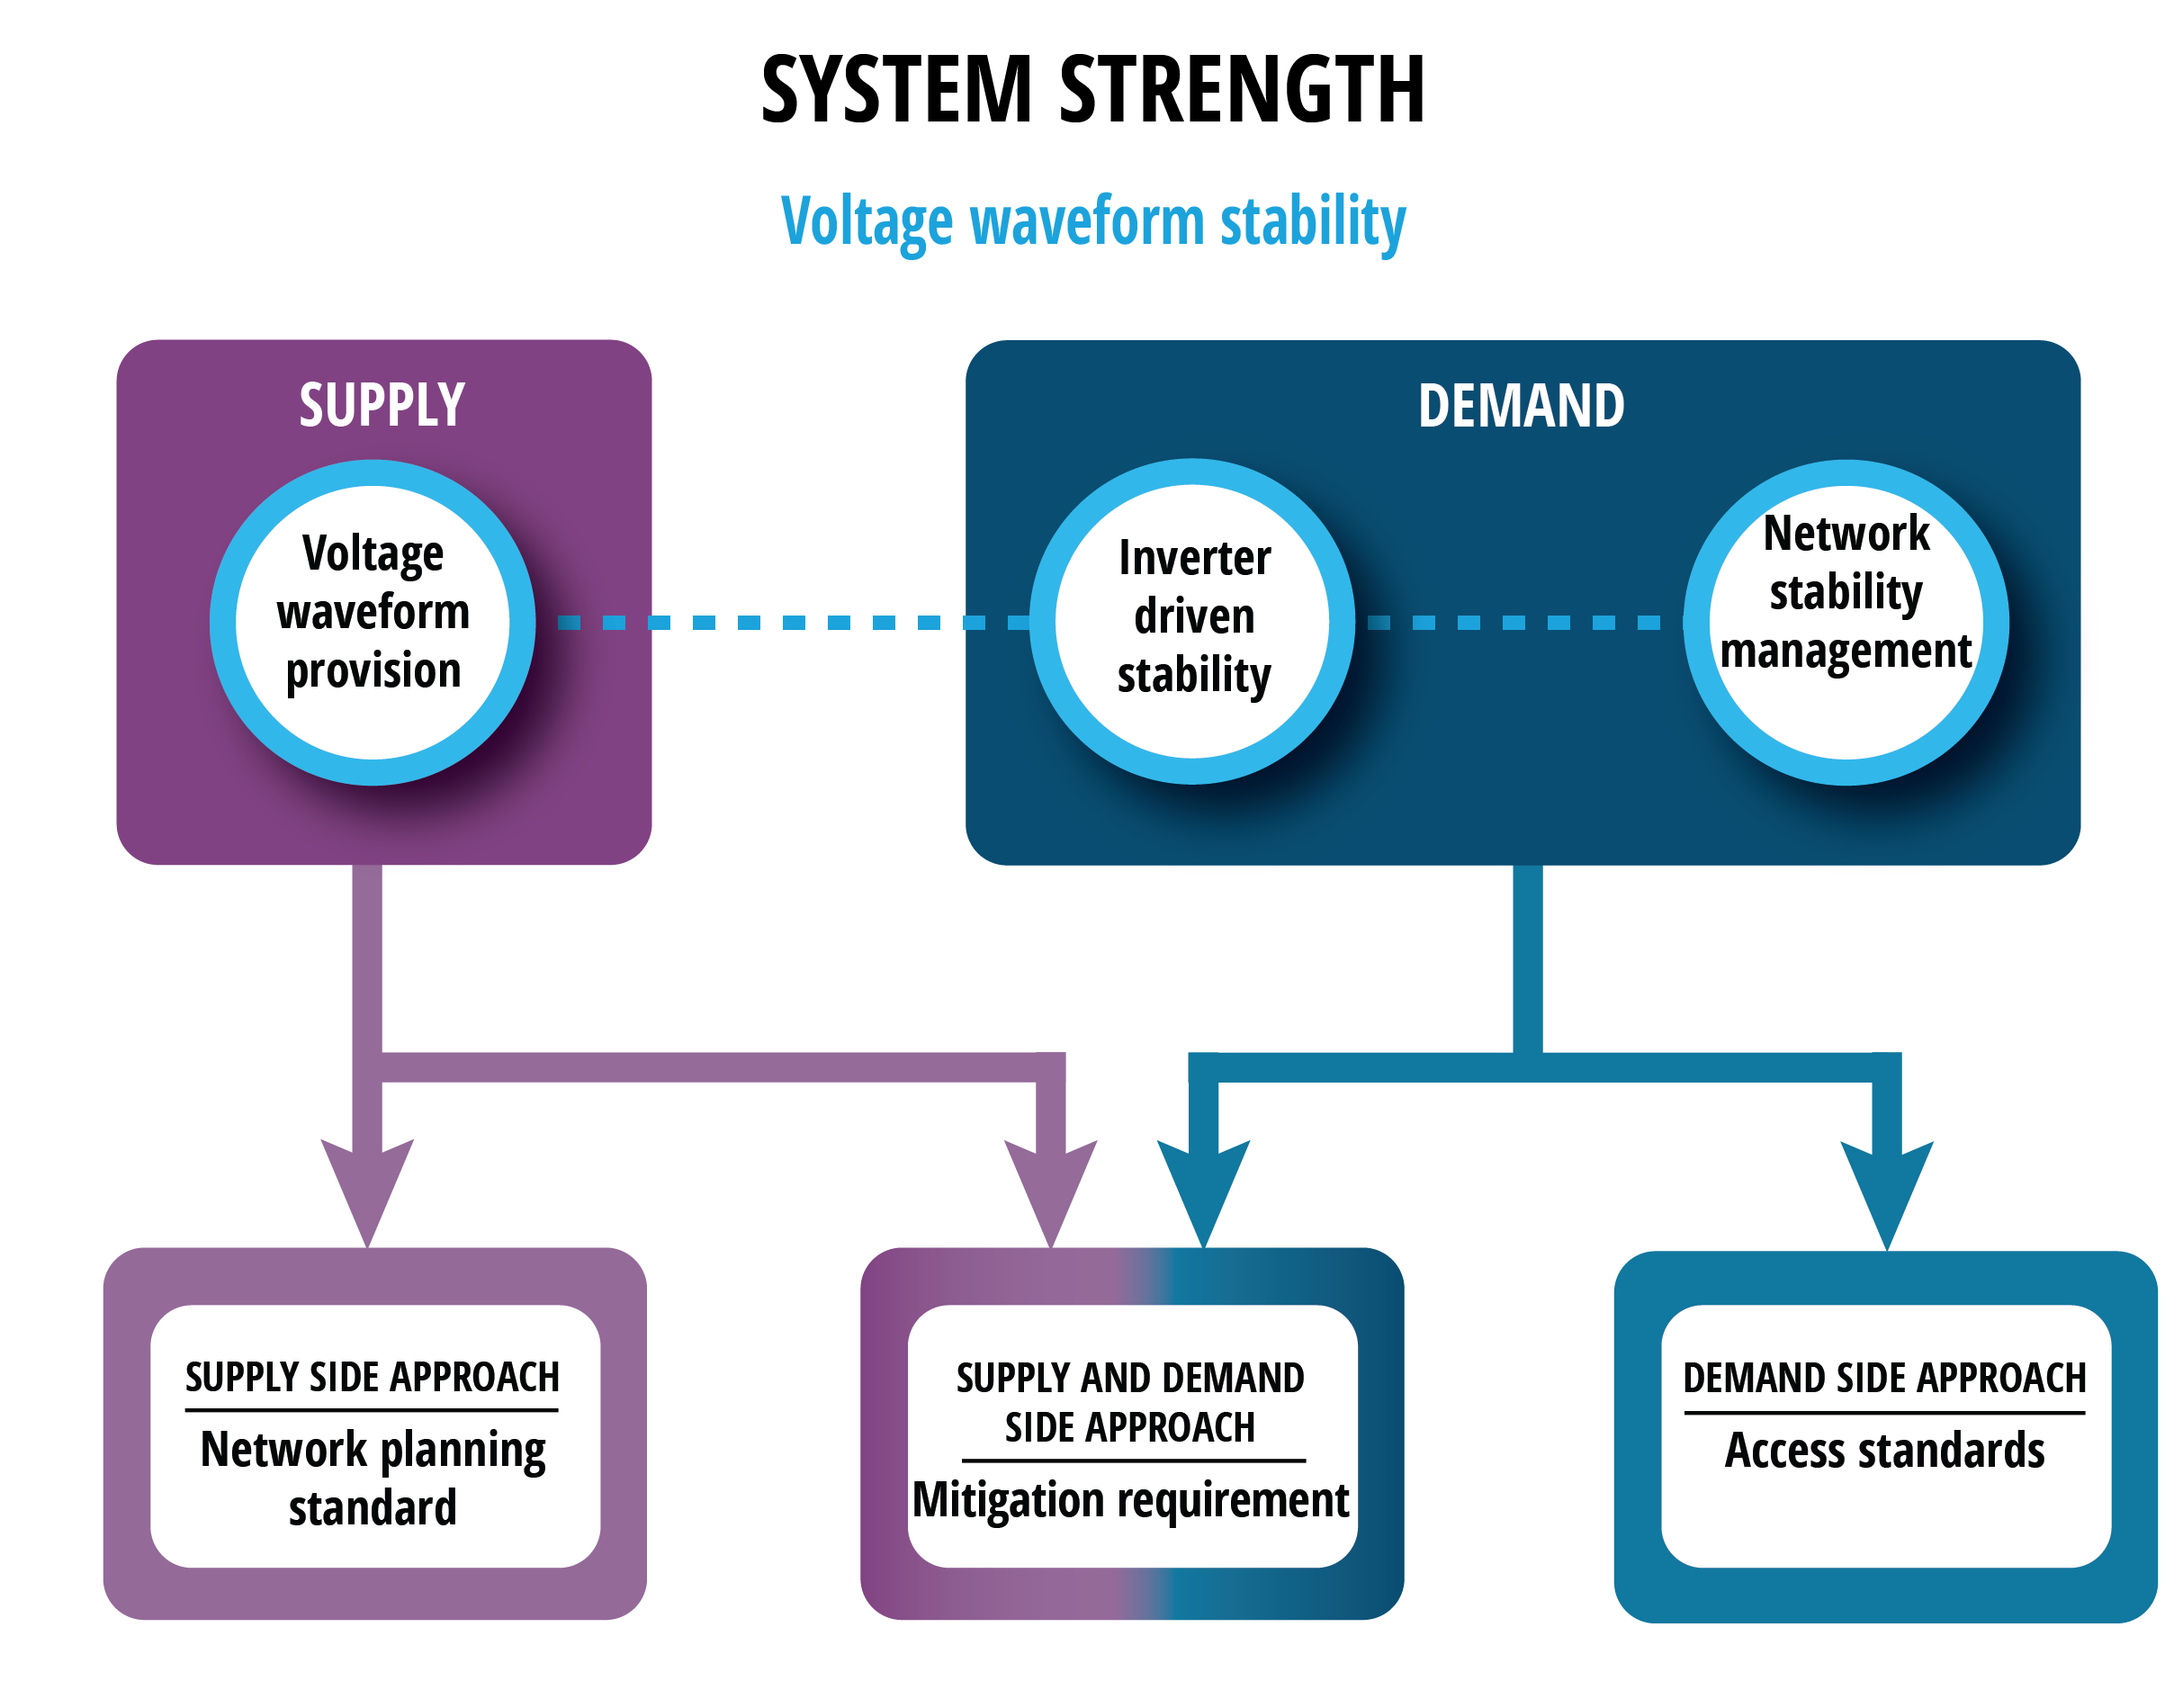 SYSTEM STRENGTH
Voltage waveform stability
SUPPLY
Voltage
waveform
provision
DEMAND
Inverter
driven
stability
Network
stability
management
SUPPLY SIDE APPROACH
Network planning
standard
SUPPLY AND DEMAND
SIDE APPROACH
Mitigation requirement
DEMAND SIDE APPROACH
Access standards